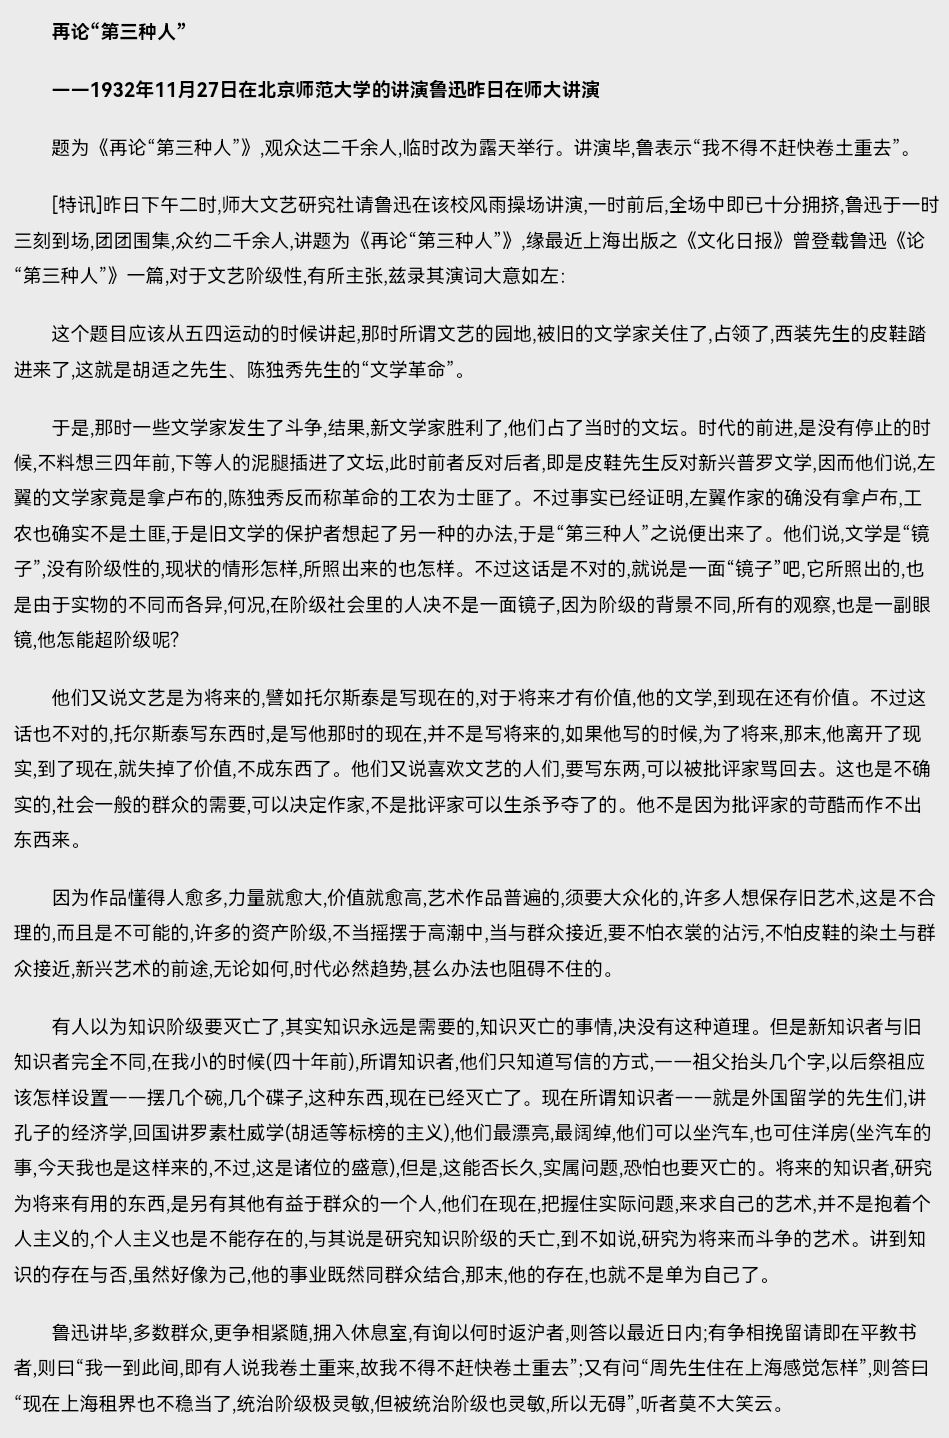 再论“第三种人”
一一1932年11月27日在北京师范大学的讲演鲁迅昨日在师大讲演
题为《再论“第三种人”》,观众达二千余人,临时改为露天举行。讲演毕,鲁表示“我不得不赶快卷土重去”。
[特讯]昨日下午二时,师大文艺研究社请鲁迅在该校风雨操场讲演,一时前后,全场中即已十分拥挤,鲁迅于一时
三刻到场,团团围集,众约二千余人,讲题为《再论“第三种人”》,缘最近上海出版之《文化日报》曾登载鲁迅《论
“第三种人”》一篇,对于文艺阶级性,有所主张,兹录其演词大意如左:
这个题目应该从五四运动的时候讲起,那时所谓文艺的园地,被旧的文学家关住了,占领了,西装先生的皮鞋踏
进来了,这就是胡适之先生、陈独秀先生的“文学革命”。
于是,那时一些文学家发生了斗争,结果,新文学家胜利了,他们占了当时的文坛。时代的前进,是没有停止的时
候,不料想三四年前,下等人的泥腿插进了文坛,此时前者反对后者,即是皮鞋先生反对新兴普罗文学,因而他们说,左
翼的文学家竟是拿卢布的,陈独秀反而称革命的工农为士匪了。不过事实已经证明,左翼作家的确没有拿卢布,工
农也确实不是土匪,于是旧文学的保护者想起了另一种的办法,于是“第三种人”之说便出来了。他们说,文学是“镜
子”,没有阶级性的,现状的情形怎样,所照出来的也怎样。不过这话是不对的,就说是一面“镜子”吧,它所照出的,也
是由于实物的不同而各异,何况,在阶级社会里的人决不是一面镜子,因为阶级的背景不同,所有的观察,也是一副眼
镜,他怎能超阶级呢?
他们又说文艺是为将来的,譬如托尔斯泰是写现在的,对于将来才有价值,他的文学,到现在还有价值。不过这
话也不对的,托尔斯泰写东西时,是写他那时的现在,并不是写将来的,如果他写的时候,为了将来,那末,他离开了现
实,到了现在,就失掉了价值,不成东西了。他们又说喜欢文艺的人们,要写东两,可以被批评家骂回去。这也是不确
实的,社会一般的群众的需要,可以决定作家,不是批评家可以生杀予夺了的。他不是因为批评家的苛酷而作不出
东西来。
因为作品懂得人愈多,力量就愈大,价值就愈高,艺术作品普遍的,须要大众化的,许多人想保存旧艺术,这是不合
理的,而且是不可能的,许多的资产阶级,不当摇摆于高潮中,当与群众接近,要不怕衣裳的沾污,不怕皮鞋的染土与群
众接近,新兴艺术的前途,无论如何,时代必然趋势,甚么办法也阻碍不住的。
有人以为知识阶级要灭亡了,其实知识永远是需要的,知识灭亡的事情,决没有这种道理。但是新知识者与旧
知识者完全不同,在我小的时候(四十年前),所谓知识者,他们只知道写信的方式,一一祖父抬头几个字,以后祭祖应
该怎样设置一一摆几个碗,几个碟子,这种东西,现在已经灭亡了。现在所谓知识者一一就是外国留学的先生们,讲
孔子的经济学,回国讲罗素杜威学(胡适等标榜的主义),他们最漂亮,最阔绰,他们可以坐汽车,也可住洋房(坐汽车的
事,今天我也是这样来的,不过,这是诸位的盛意),但是,这能否长久,实属问题,恐怕也要灭亡的。将来的知识者,研究
为将来有用的东西,是另有其他有益于群众的一个人,他们在现在,把握住实际问题,来求自己的艺术,并不是抱着个
人主义的,个人主义也是不能存在的,与其说是研究知识阶级的夭亡,到不如说,研究为将来而斗争的艺术。讲到知
识的存在与否,虽然好像为己,他的事业既然同群众结合,那末,他的存在,也就不是单为自己了。
鲁迅讲毕,多数群众,更争相紧随,拥入休息室,有询以何时返沪者,则答以最近日内;有争相挽留请即在平教书
者,则曰“我一到此间,即有人说我卷土重来,故我不得不赶快卷土重去”;又有问“周先生住在上海感觉怎样”,则答曰
“现在上海租界也不稳当了,统治阶级极灵敏,但被统治阶级也灵敏,所以无碍”,听者莫不大笑云。